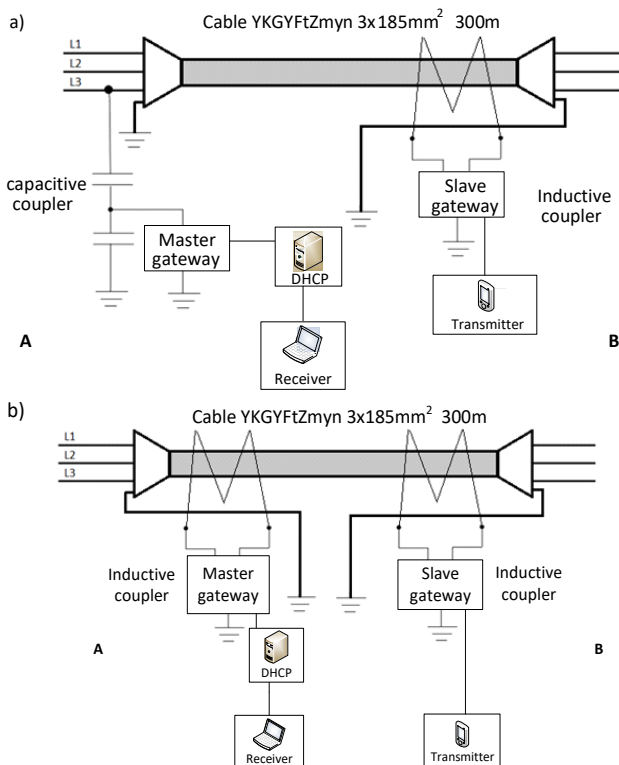 a)
Cable YKGYFtZmyn 3x185mm² 300m
L1
L2
L3
capacitive
coupler
Master
gateway
DHCP
Receiver
Slave
gateway
Inductive
coupler
Transmitter
A
B
b)
Cable YKGYFtZmyn 3x185mm² 300m
L1
L2
L3
Inductive
coupler
Master
gateway
Slave
gateway
Inductive
coupler
A
B
DHCP
Receiver
Transmitter